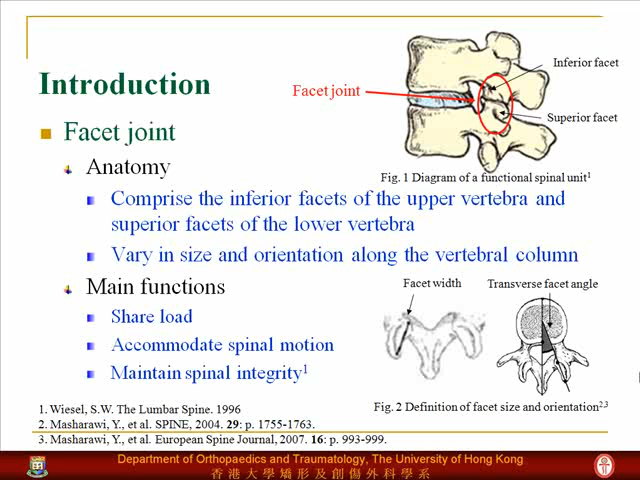 Introduction
Facet joint
Inferior facet
Superior facet
Fig. 1 Diagram of a functional spinal unit1
Facet joint
Anatomy
Comprise the inferior facets of the upper vertebra and
superior facets of the lower vertebra
Vary in size and orientation along the vertebral column
Main functions
Share load
Accommodate spinal motion
Maintain spinal integrity1
Facet width
Transverse facet angle
Fig. 2 Definition of facet size and orientation2,3
1. Wiesel, S.W. The Lumbar Spine. 1996
2. Masharawi, Y., et al. SPINE, 2004. 29: p. 1755-1763.
3. Masharawi, Y., et al. European Spine Journal, 2007. 16: p. 993-999.
Department of Orthopaedics and Traumatology, The University of Hong Kong
香港大學矯形及創傷外科學系